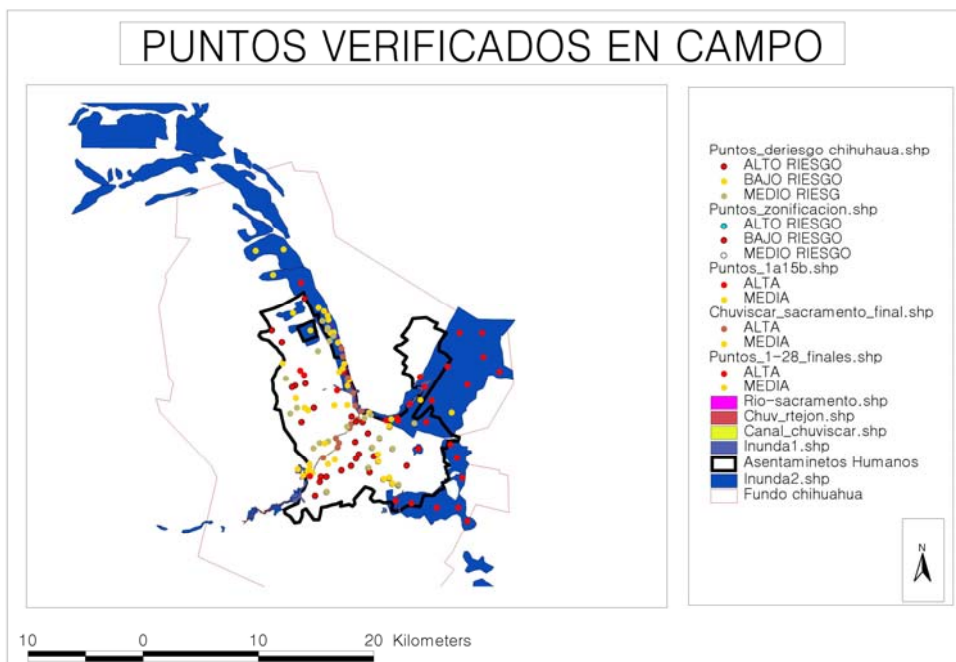 PUNTOS VERIFICADOS EN CAMPO
Puntos_deriesgo chihuhaua.shp
ALTO RIESGO
BAJO RIESGO
MEDIO RIESG
Puntos_zonificacion.shp
ALTO RIESGO
BAJO RIESGO
MEDIO RIESGO
Puntos_1a15b.shp
ALTA
MEDIA
Chuviscar_sacramento_final.shp
ALTA
MEDIA
Puntos_1-28_finales.shp
ALTA
MEDIA
Rio-sacramento.shp
Chuv_rtejon.shp
Canal_chuviscar.shp
Inunda1.shp
Asentaminetos Humanos
Inunda2.shp
Fundo chihuahua
N
10 0 10 20 Kilometers